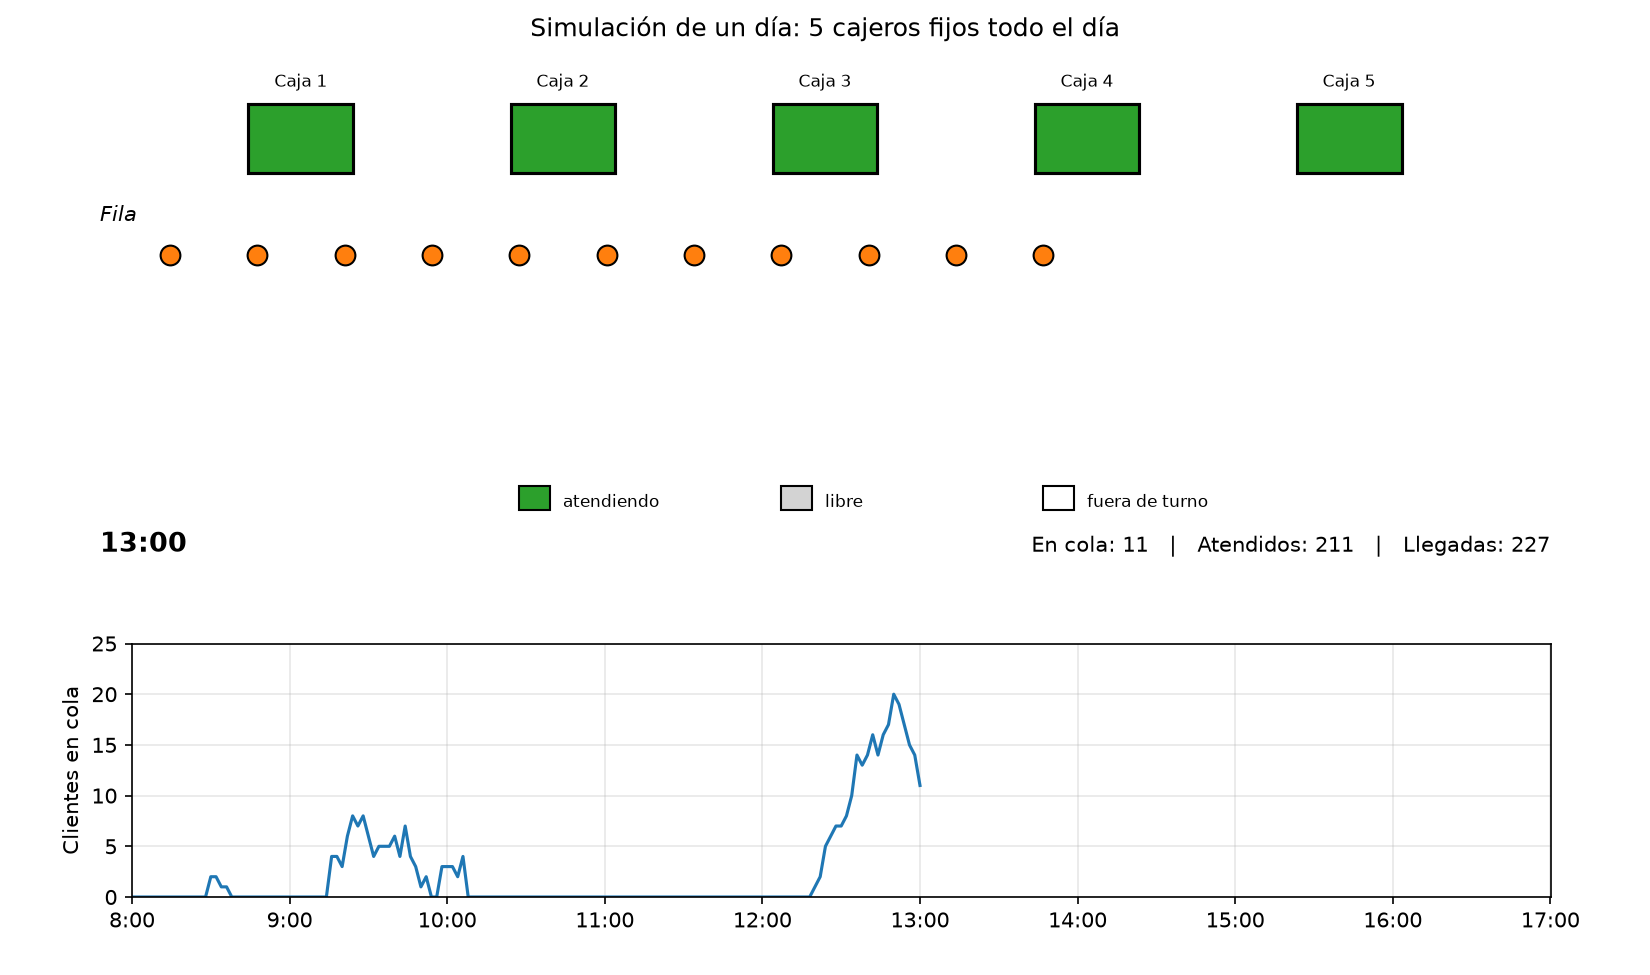 Simulación de un día: 5 cajeros fijos todo el día
Caja 1 Caja 2 Caja 3 Caja 4 Caja 5
Fila
atendiendo libre fuera de turno
13:00 En cola: 11 | Atendidos: 211 | Llegadas: 227
Clientes en cola
25
20
15
10
5
0
8:00 9:00 10:00 11:00 12:00 13:00 14:00 15:00 16:00 17:00